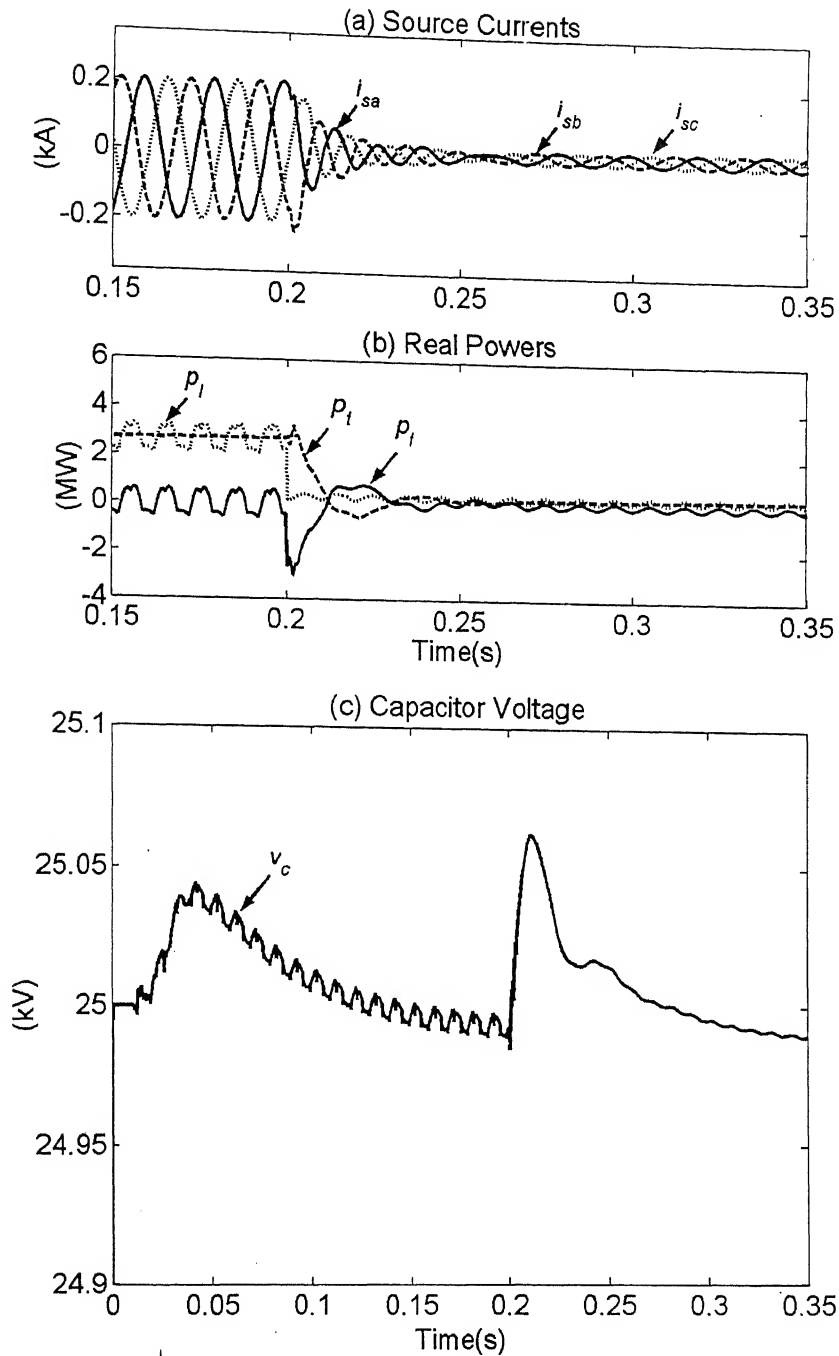 (a) Source Currents
0.2
0
-0.2
(kA)
i_sa
i_sb
i_sc
0.15
0.2
0.25
0.3
0.35
(b) Real Powers
6
4
2
0
-2
-4
(MW)
p_l
p_t
p_f
0.15
0.2
0.25
0.3
0.35
Time(s)
(c) Capacitor Voltage
25.1
25.05
25
24.95
24.9
(kV)
v_c
0
0.05
0.1
0.15
0.2
0.25
0.3
0.35
Time(s)